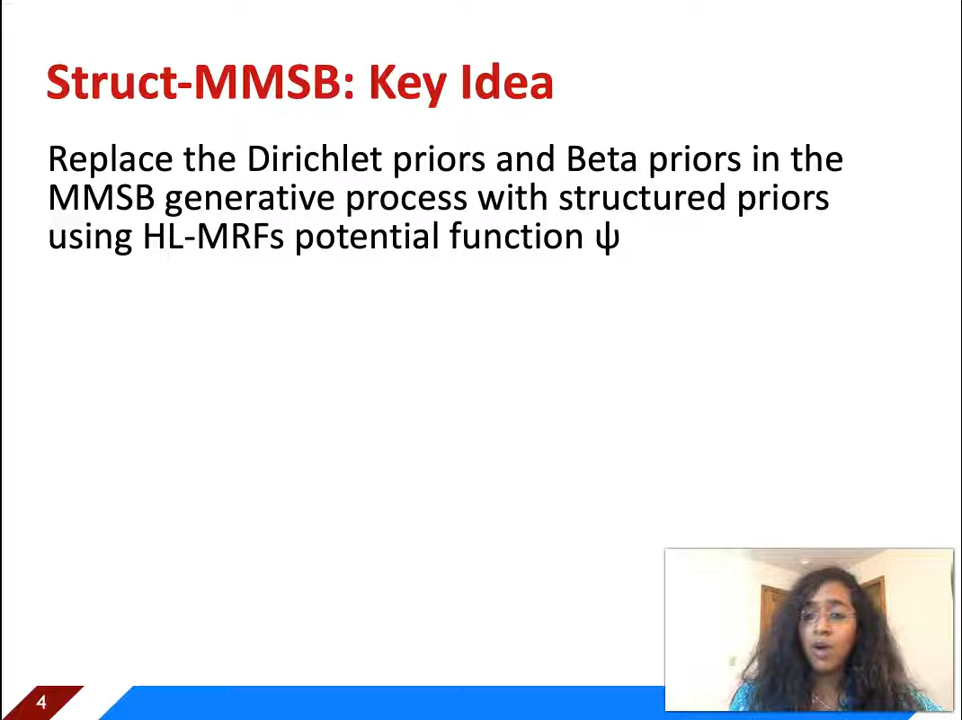 Struct-MMSB: Key Idea
Replace the Dirichlet priors and Beta priors in the
MMSB generative process with structured priors
using HL-MRFs potential function ψ
4